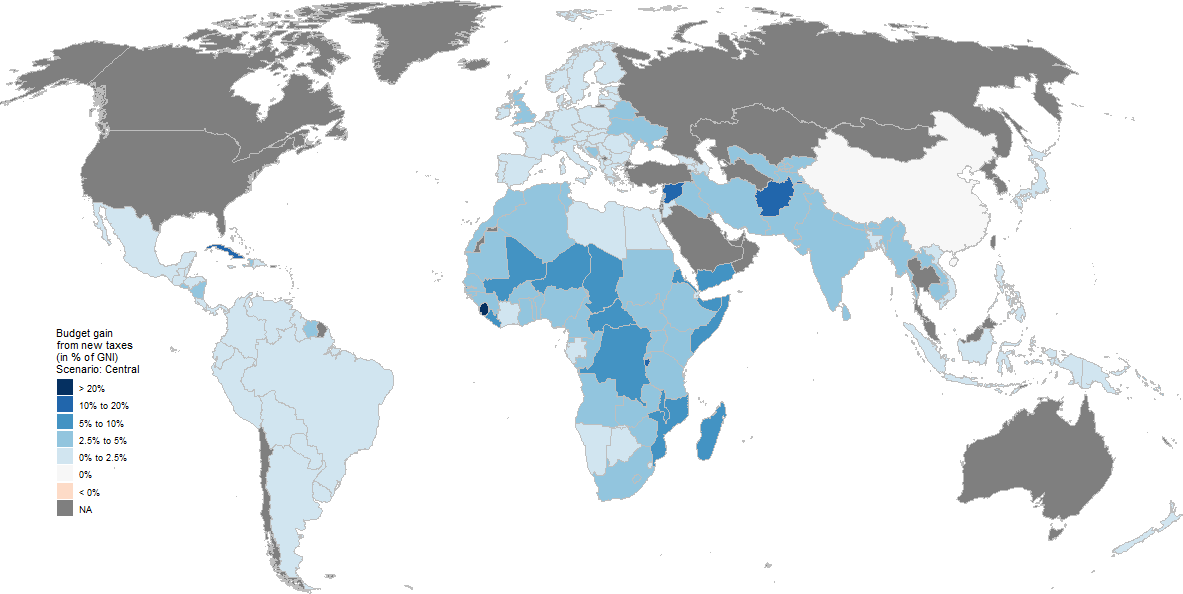 Budget gain
from new taxes
(in % of GNI)
Scenario: Central
> 20%
10% to 20%
5% to 10%
2.5% to 5%
0% to 2.5%
0%
< 0%
NA